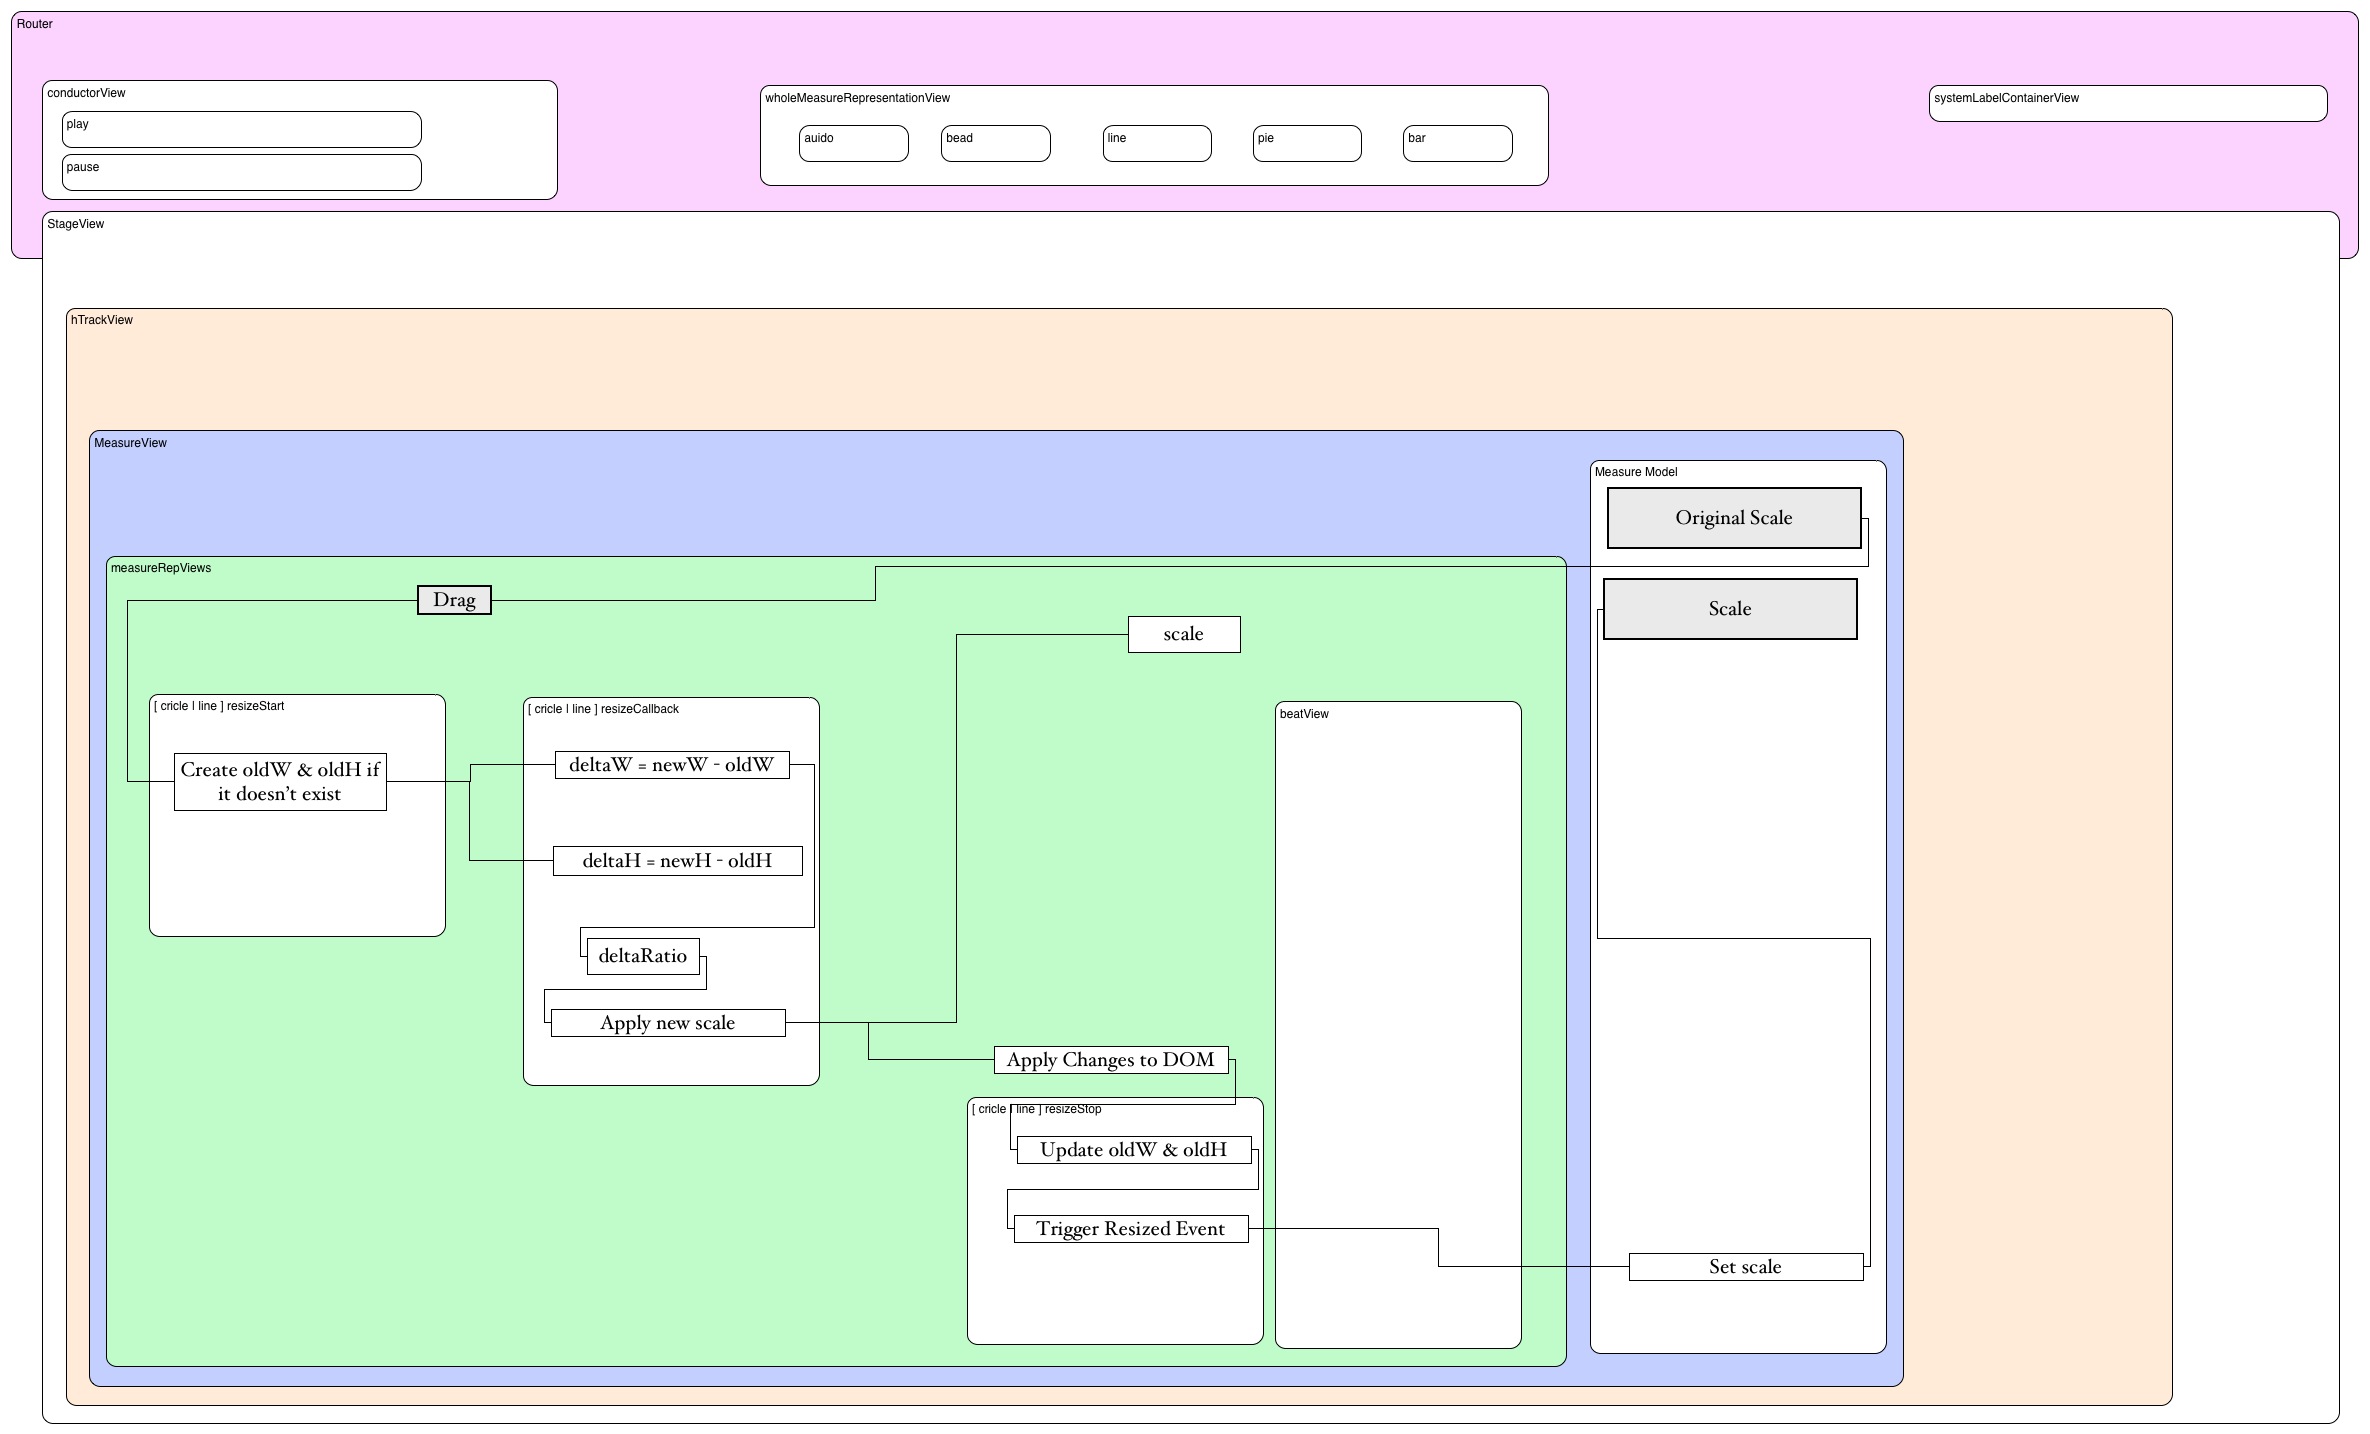 Router
conductorView
play
pause
wholeMeasureRepresentationView
auido
bead
line
pie
bar
systemLabelContainerView
StageView
hTrackView
MeasureView
Measure Model
Original Scale
Scale
measureRepViews
Drag
scale
[ cricle | line ] resizeStart
Create oldW & oldH if
it doesn't exist
[ cricle | line ] resizeCallback
deltaW = newW - oldW
deltaH = newH - oldH
deltaRatio
Apply new scale
beatView
Apply Changes to DOM
[ cricle | line ] resizeStop
Update oldW & oldH
Trigger Resized Event
Set scale